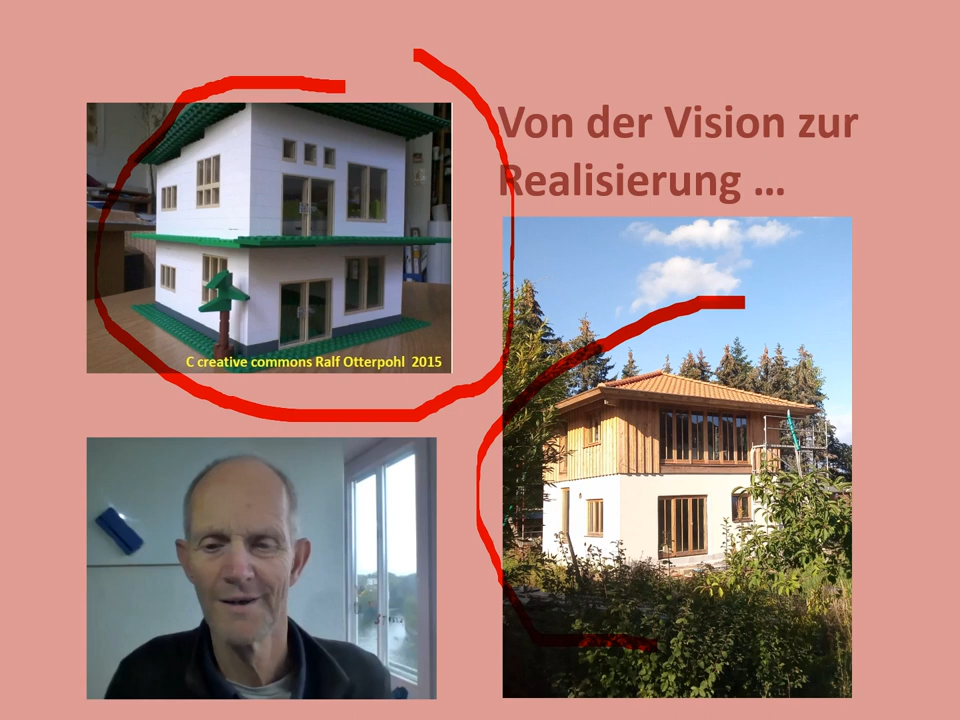 Von der Vision zur
Realisierung ...
C creative commons Ralf Otterpohl 2015